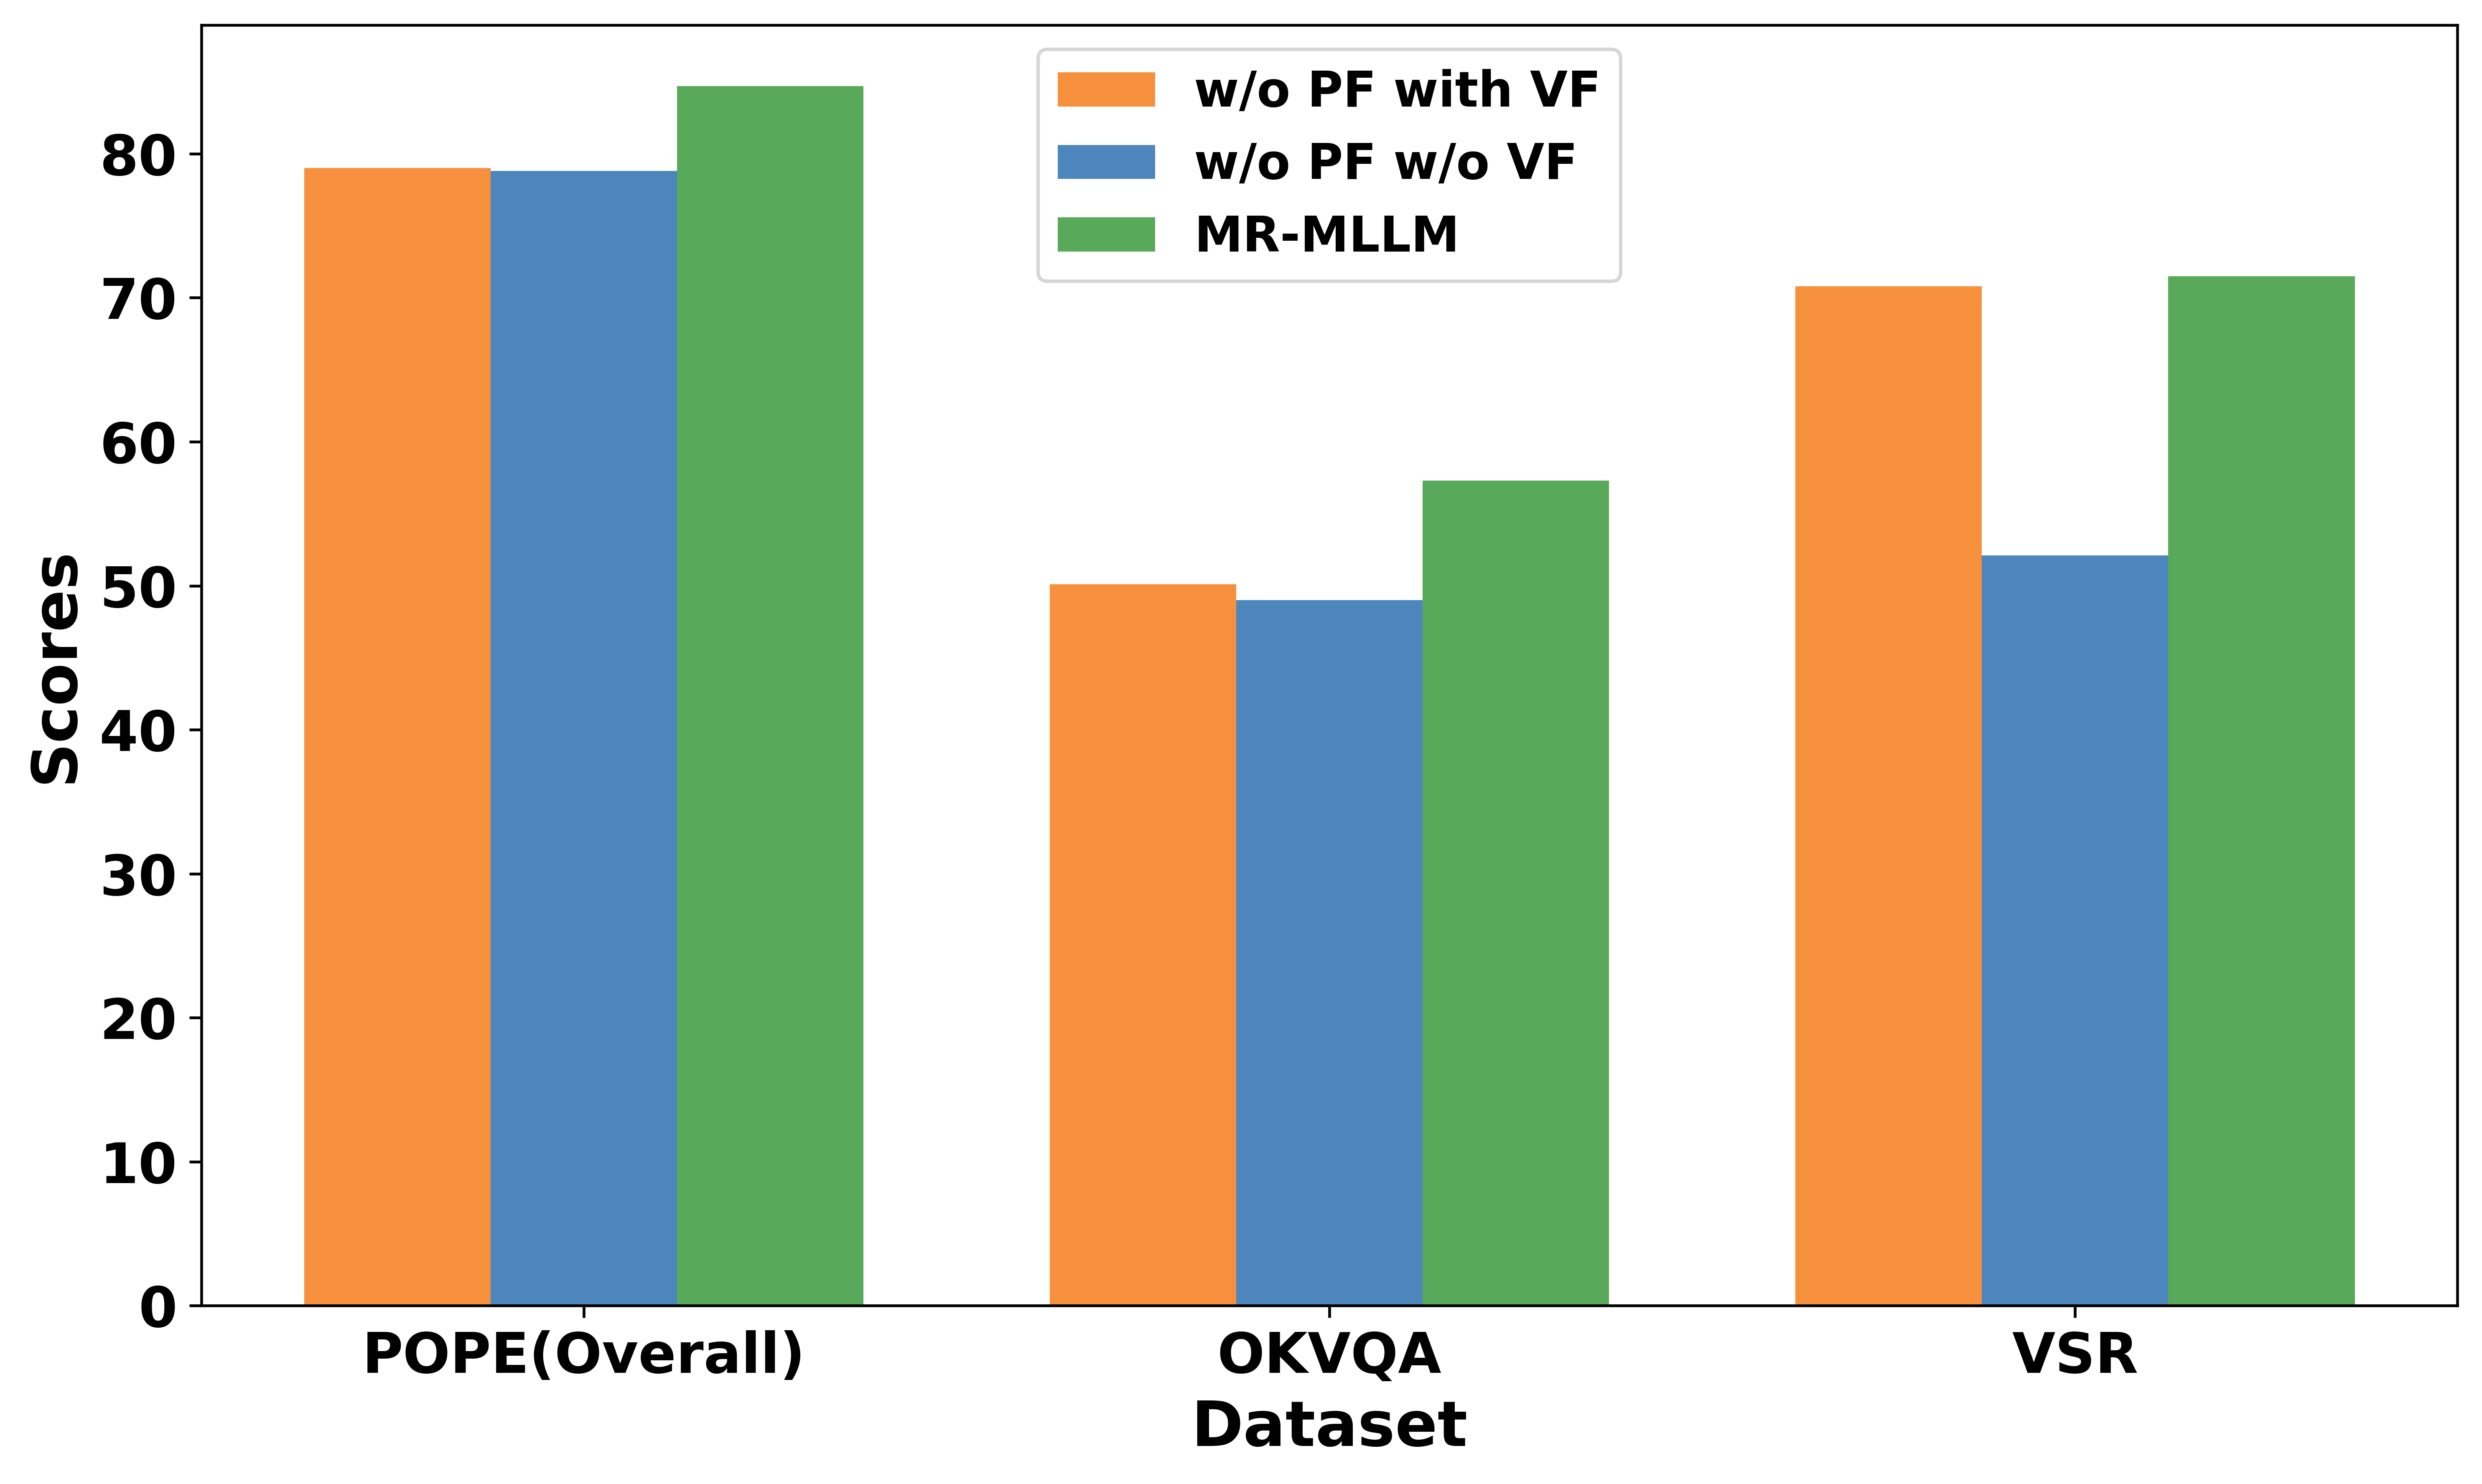 w/o PF with VF
w/o PF w/o VF
MR-MLLM
Scores
80
70
60
50
40
30
20
10
0
POPE(Overall)
OKVQA
VSR
Dataset